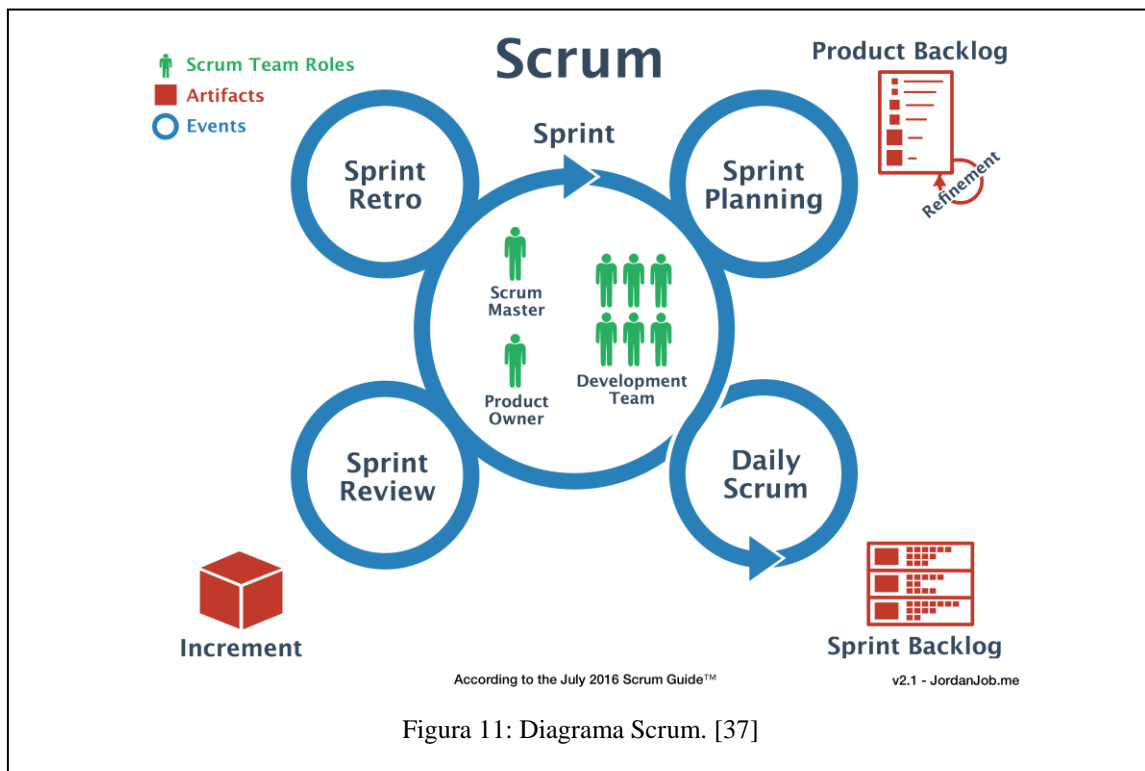 Scrum
Scrum Team Roles
Artifacts
Events
Product Backlog
Refinement
Sprint
Sprint
Retro
Sprint
Planning
Scrum
Master
Product
Owner
Development
Team
Sprint
Review
Daily
Scrum
Increment
Sprint Backlog
According to the July 2016 Scrum Guide™
v2.1 - JordanJob.me
Figura 11: Diagrama Scrum. [37]